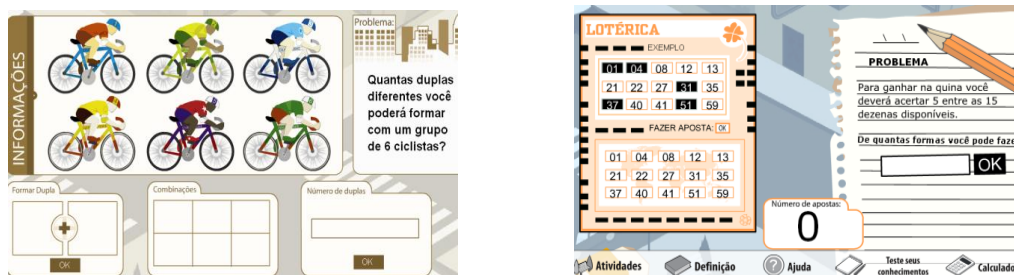 INFORMAÇÕES
Problema:
Quantas duplas
diferentes você
poderá formar
com um grupo
de 6 ciclistas?
Formar Dupla
OK
Combinações
Número de duplas
OK
LOTÉRICA
EXEMPLO
01 04 08 12 13
21 22 27 31 35
37 40 41 51 59
FAZER APOSTA: OK
01 04 08 12 13
21 22 27 31 35
37 40 41 51 59
Número de apostas:
0
PROBLEMA
Para ganhar na quina você
deverá acertar 5 entre as 15
dezenas disponíveis.
De quantas formas você pode faze
OK
Atividades
Definição
Ajuda
Teste seus
conhecimentos
Calculado